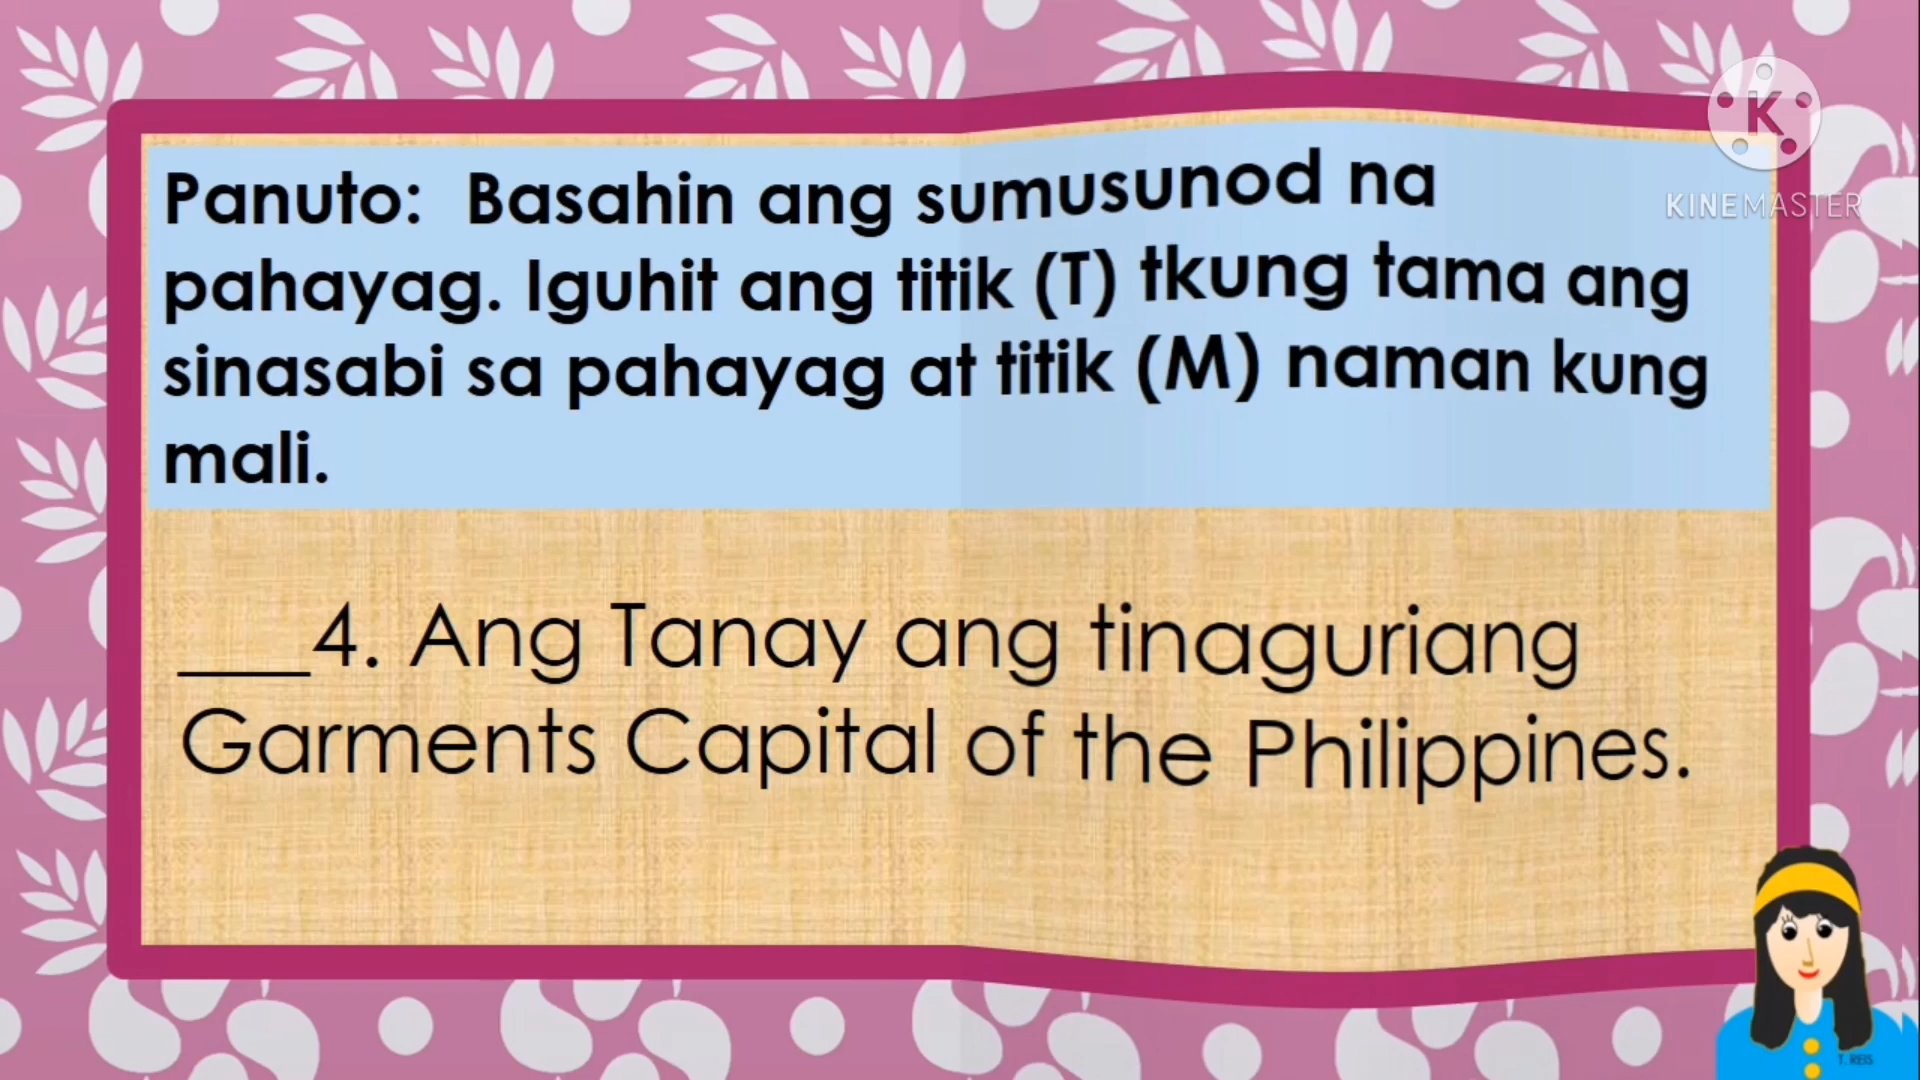 Panuto:  Basahin ang sumusunod na
pahayag. Iguhit ang titik (T) tkung tama ang
sinasabi sa pahayag at titik (M) naman kung
mali.
___4. Ang Tanay ang tinaguriang
Garments Capital of the Philippines.
K
KINEMASTER
T. REIS